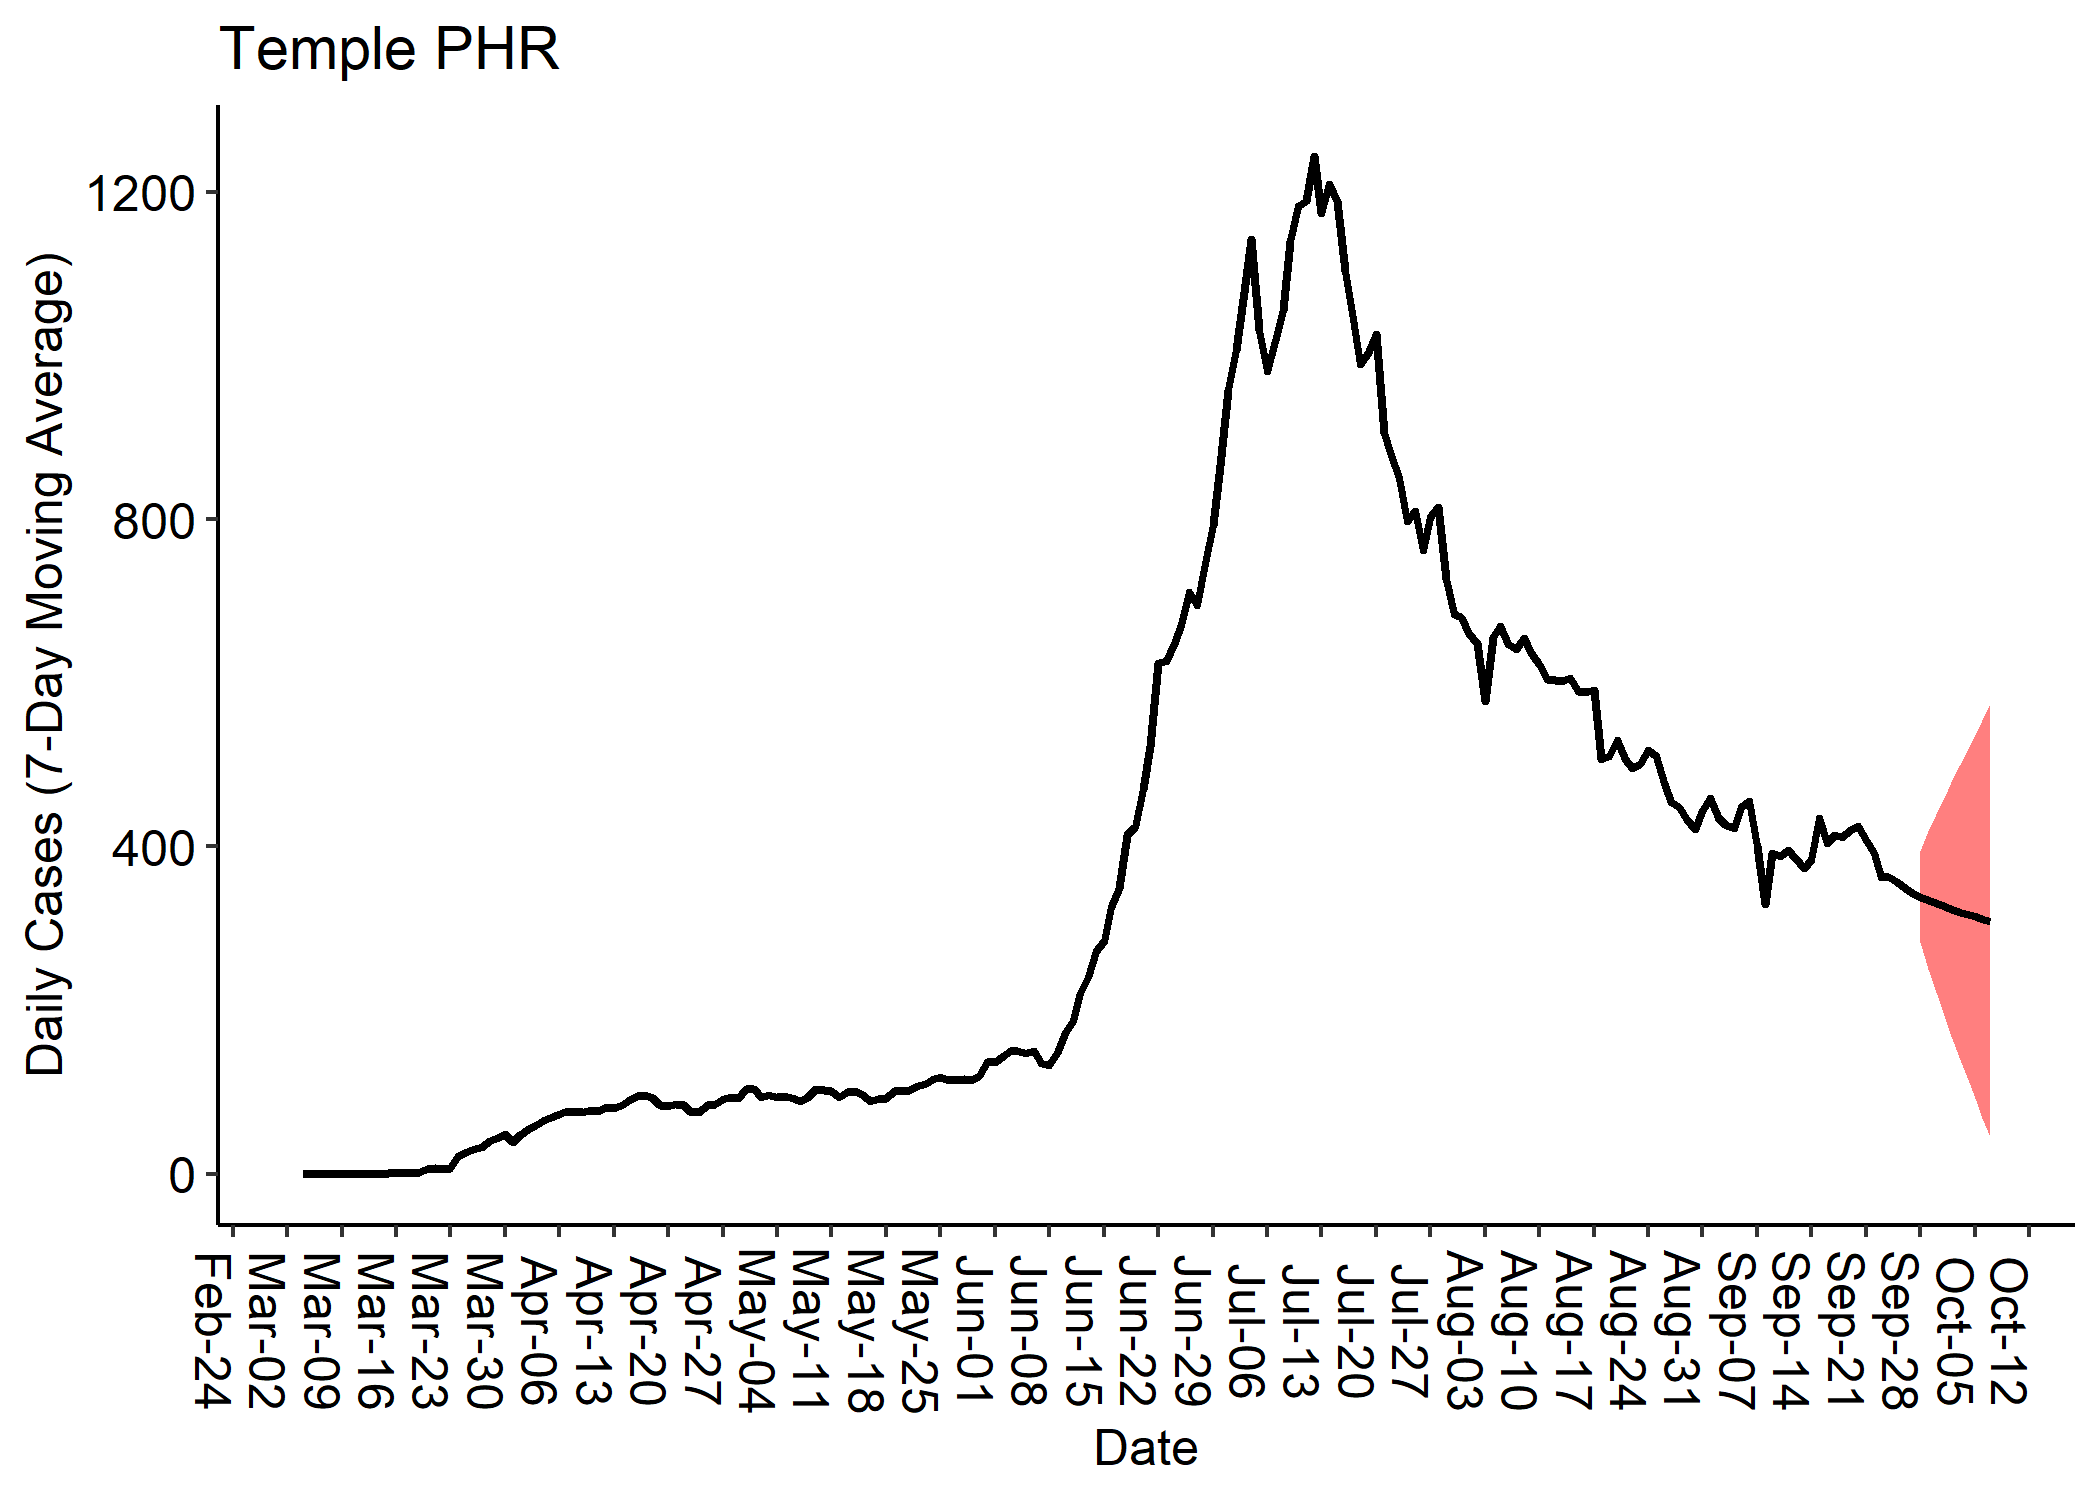 Temple PHR
Daily Cases (7-Day Moving Average)
1200
800
400
0
Feb-24
Mar-02
Mar-09
Mar-16
Mar-23
Mar-30
Apr-06
Apr-13
Apr-20
Apr-27
May-04
May-11
May-18
May-25
Jun-01
Jun-08
Jun-15
Jun-22
Jun-29
Jul-06
Jul-13
Jul-20
Jul-27
Aug-03
Aug-10
Aug-17
Aug-24
Aug-31
Sep-07
Sep-14
Sep-21
Sep-28
Oct-05
Oct-12
Date